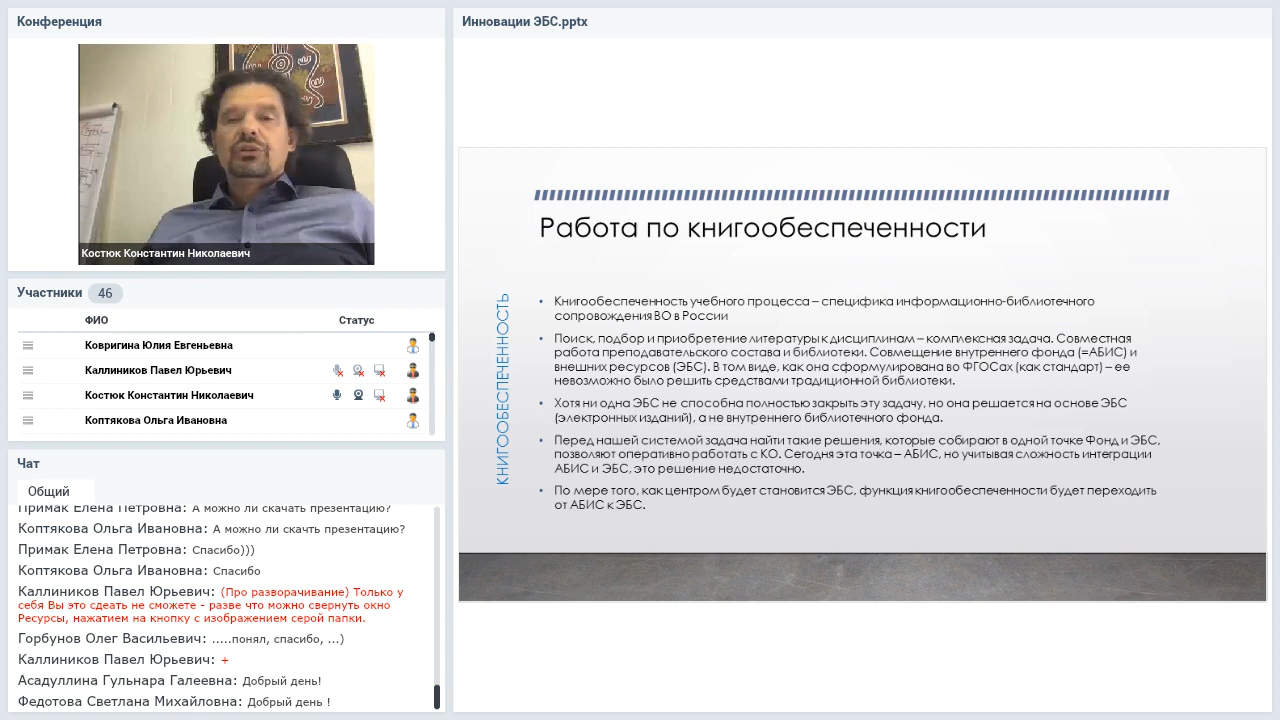 Конференция
Костюк Константин Николаевич
Участники 46
ФИО Статус
Ковригина Юлия Евгеньевна
Каллиников Павел Юрьевич
Костюк Константин Николаевич
Коптякова Ольга Ивановна
Чат
Общий
Примак Елена Петровна: А можно ли скачать презентацию?
Коптякова Ольга Ивановна: А можно ли скачть презентацию?
Примак Елена Петровна: Спасибо)))
Коптякова Ольга Ивановна: Спасибо
Каллиников Павел Юрьевич: (Про разворачивание) Только у
себя Вы это сдеать не сможете - разве что можно свернуть окно
Ресурсы, нажатием на кнопку с изображением серой папки.
Горбунов Олег Васильевич: .....понял, спасибо, ...)
Каллиников Павел Юрьевич: +
Асадуллина Гульнара Галеевна: Добрый день!
Федотова Светлана Михайловна: Добрый день !
Инновации ЭБС.pptx
Работа по книгообеспеченности
КНИГООБЕСПЕЧЕННОСТЬ
• Книгообеспеченность учебного процесса – специфика информационно-библиотечного
сопровождения ВО в России
• Поиск, подбор и приобретение литературы к дисциплинам – комплексная задача. Совместная
работа преподавательского состава и библиотеки. Совмещение внутреннего фонда (=АБИС) и
внешних ресурсов (ЭБС). В том виде, как она сформулирована во ФГОСах (как стандарт) – ее
невозможно было решить средствами традиционной библиотеки.
• Хотя ни одна ЭБС не способна полностью закрыть эту задачу, но она решается на основе ЭБС
(электронных изданий), а не внутреннего библиотечного фонда.
• Перед нашей системой задача найти такие решения, которые собирают в одной точке Фонд и ЭБС,
позволяют оперативно работать с КО. Сегодня эта точка – АБИС, но учитывая сложность интеграции
АБИС и ЭБС, это решение недостаточно.
• По мере того, как центром будет становится ЭБС, функция книгообеспеченности будет переходить
от АБИС к ЭБС.